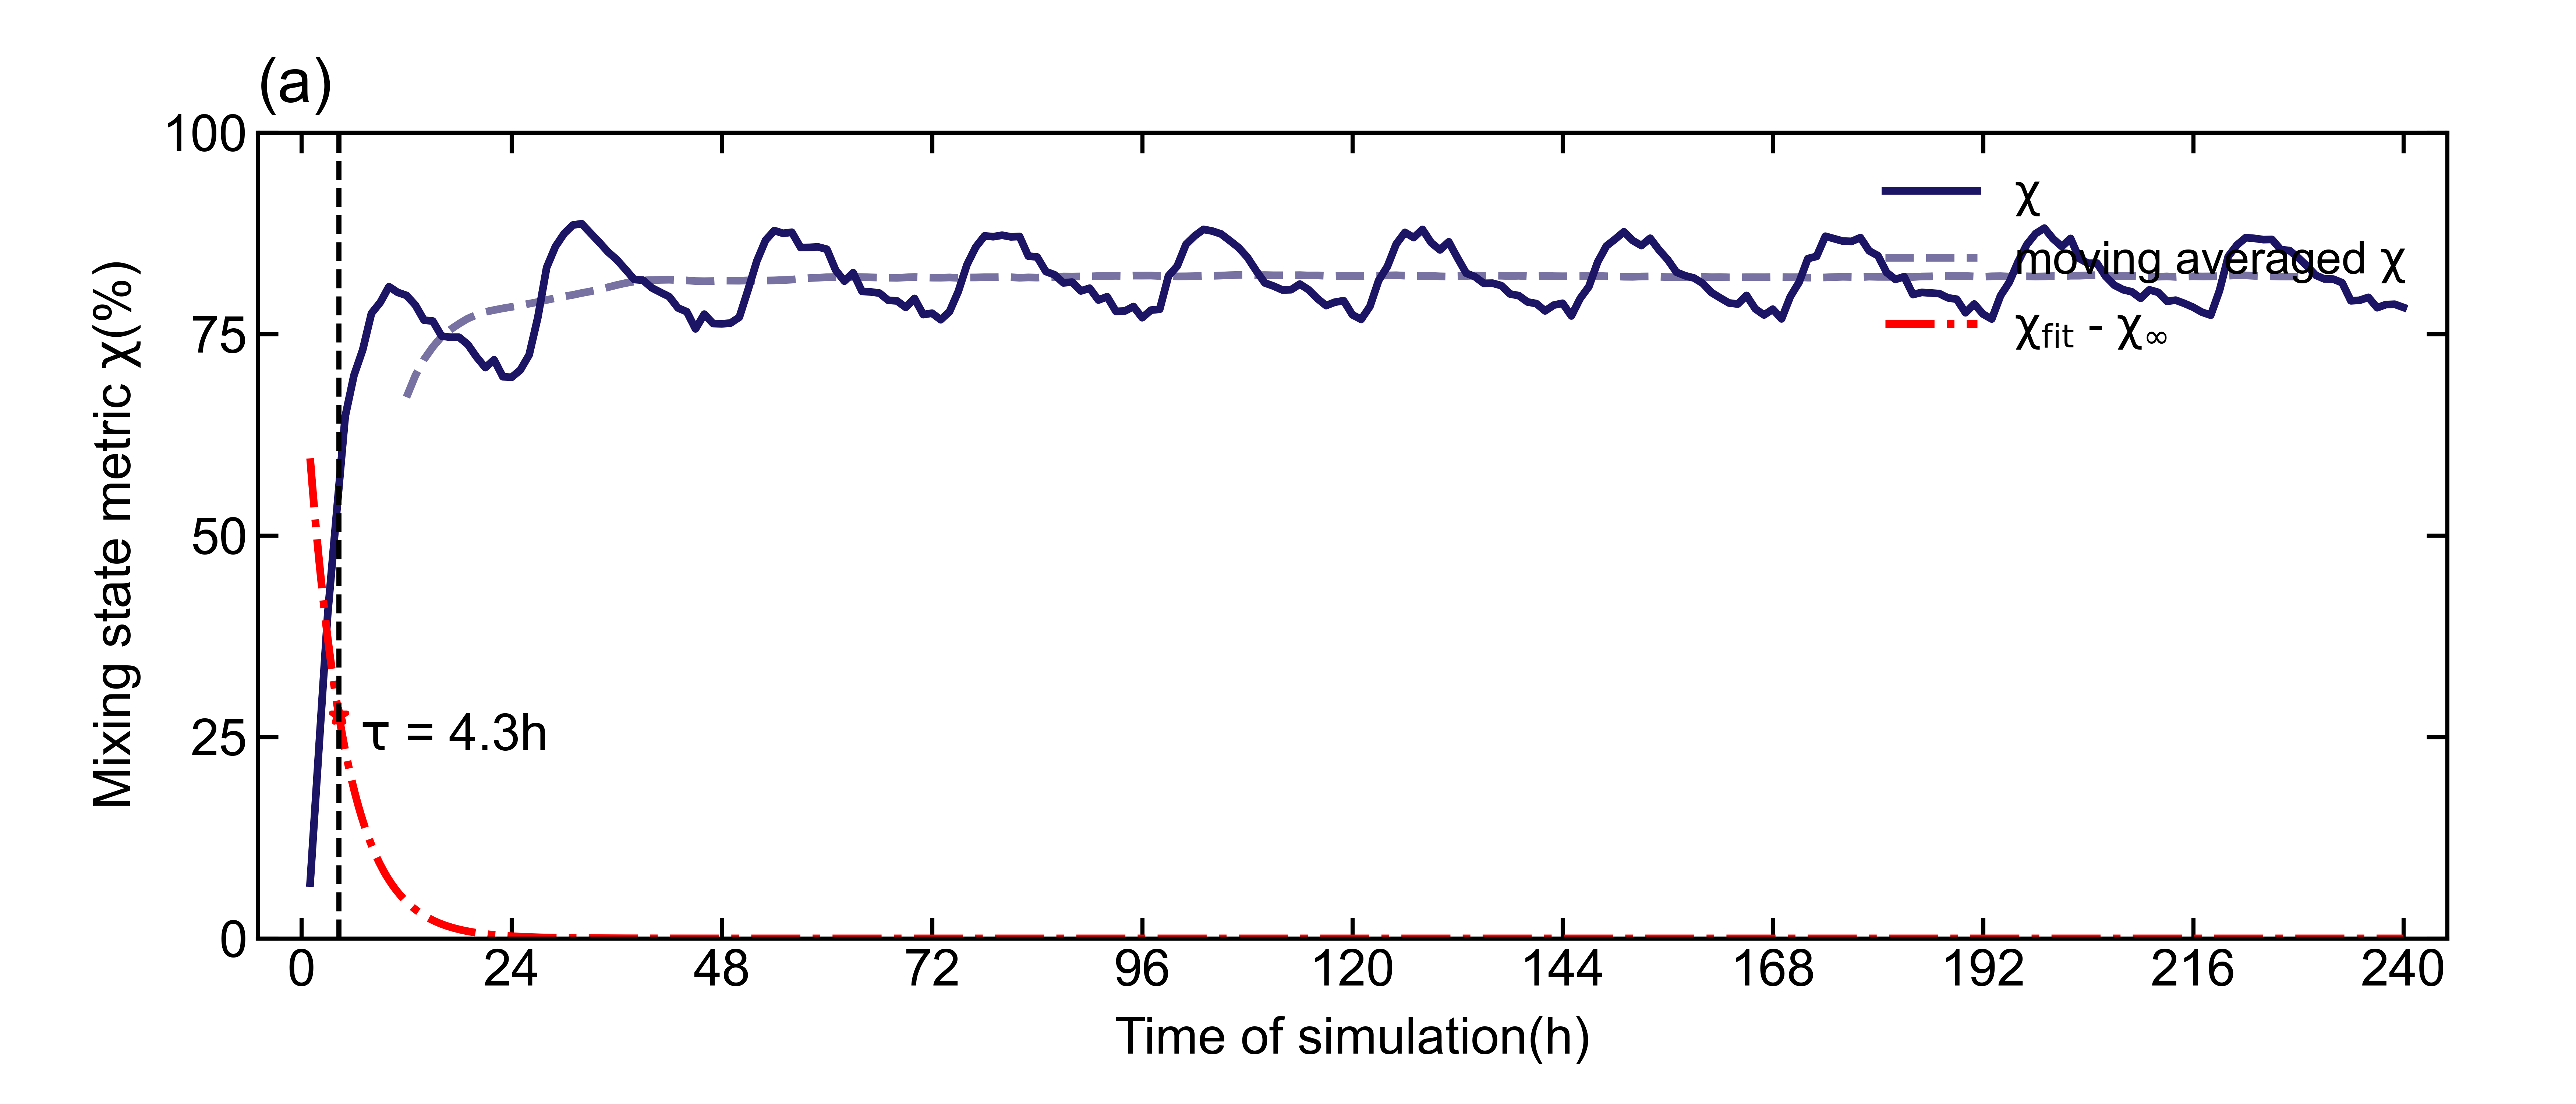 (a)
100
75
50
25
0
Mixing state metric χ(%)
χ
moving averaged χ
χfit - χ∞
τ = 4.3h
0 24 48 72 96 120 144 168 192 216 240
Time of simulation(h)